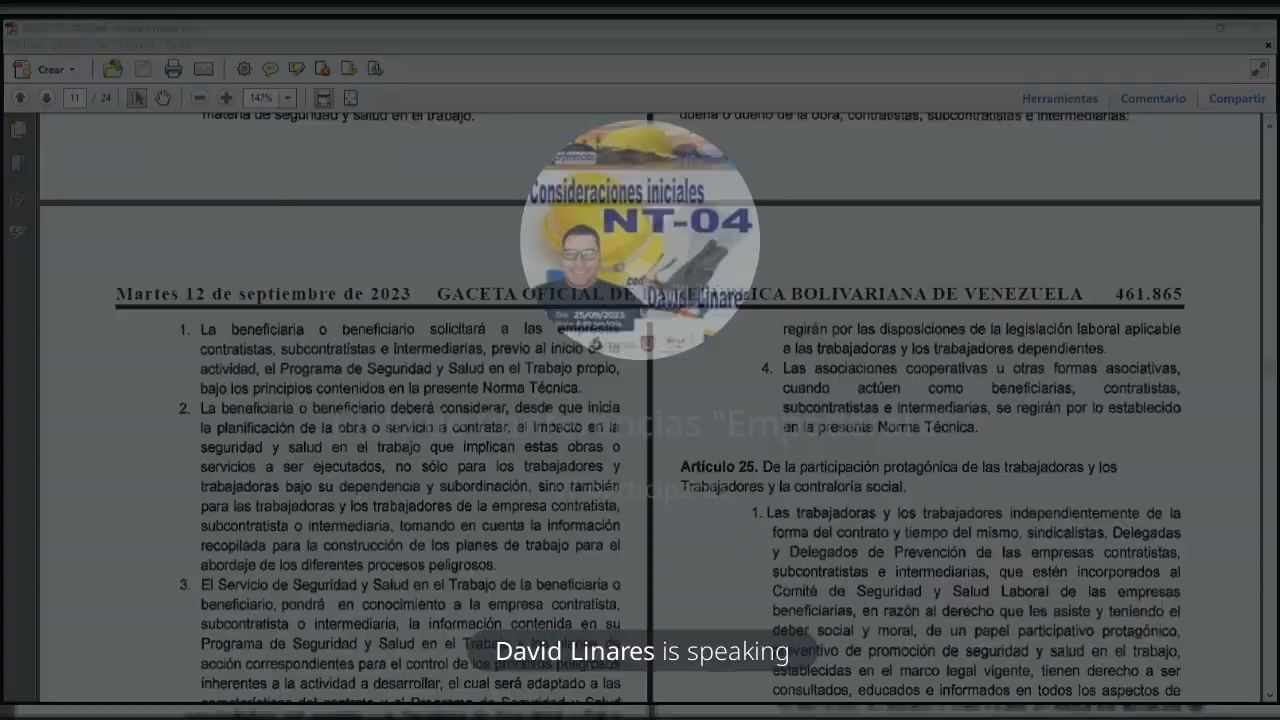 Crear
11 / 24
147%
Herramientas
Comentario
Compartir
materia de seguridad y salud en el trabajo.
dueña o dueño de la obra, contratistas, subcontratistas e intermediarias:
Consideraciones iniciales
NT-04
con
David Linares
25/09/2023
Martes 12 de septiembre de 2023 GACETA OFICIAL DE ICA BOLIVARIANA DE VENEZUELA 461.865
1. La beneficiaria o beneficiario solicitará a las empresas
contratistas, subcontratistas e intermediarias, previo al inicio de la
actividad, el Programa de Seguridad y Salud en el Trabajo propio,
bajo los principios contenidos en la presente Norma Técnica.
2. La beneficiaria o beneficiario deberá considerar, desde que inicia
la planificación de la obra o servicio a contratar, el impacto en la
seguridad y salud en el trabajo que implican estas obras o
servicios a ser ejecutados, no sólo para los trabajadores y
trabajadoras bajo su dependencia y subordinación, sino también
para las trabajadoras y los trabajadores de la empresa contratista,
subcontratista o intermediaria, tomando en cuenta la información
recopilada para la construcción de los planes de trabajo para el
abordaje de los diferentes procesos peligrosos.
3. El Servicio de Seguridad y Salud en el Trabajo de la beneficiaria o
beneficiario, pondrá en conocimiento a la empresa contratista,
subcontratista o intermediaria, la información contenida en su
Programa de Seguridad y Salud en el
acción correspondientes para el control de los procesos peligrosos
inherentes a la actividad a desarrollar, el cual será adaptado a las
características del contrato y al Programa de Seguridad y Salud
regirán por las disposiciones de la legislación laboral aplicable
a las trabajadoras y los trabajadores dependientes.
4. Las asociaciones cooperativas u otras formas asociativas,
cuando actúen como beneficiarias, contratistas,
subcontratistas e intermediarias, se regirán por lo establecido
en la presente Norma Técnica.
Artículo 25. De la participación protagónica de las trabajadoras y los
Trabajadores y la contraloría social.
1. Las trabajadoras y los trabajadores independientemente de la
forma del contrato y tiempo del mismo, sindicalistas, Delegadas
y Delegados de Prevención de las empresas contratistas,
subcontratistas e intermediarias, que estén incorporados al
Comité de Seguridad y Salud Laboral de las empresas
beneficiarias, en razón al derecho que les asiste y teniendo el
deber social y moral, de un papel participativo protagónico,
preventivo de promoción de seguridad y salud en el trabajo,
establecidas en el marco legal vigente, tienen derecho a ser
consultados, educados e informados en todos los aspectos de
David Linares is speaking